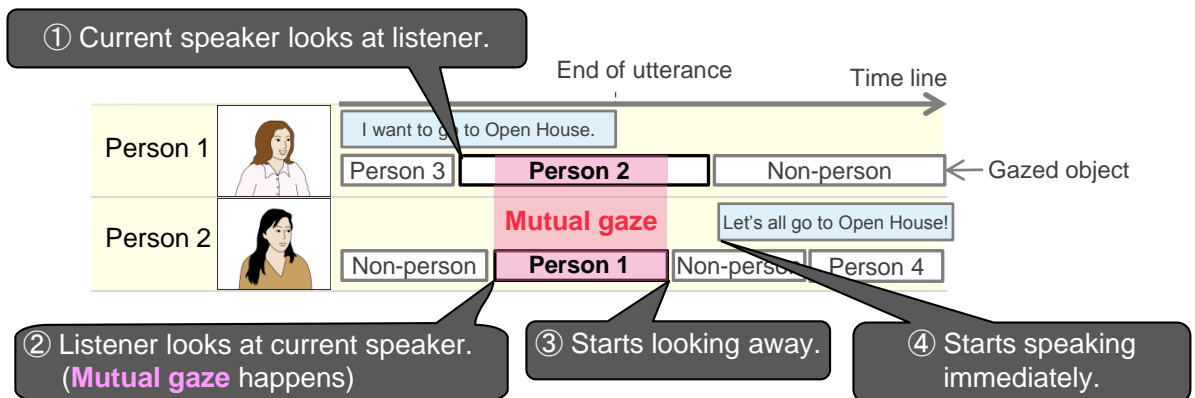 ① Current speaker looks at listener.
End of utterance
Time line
I want to go to Open House.
Person 1
Person 3
Person 2
Non-person
Gazed object
Mutual gaze
Let's all go to Open House!
Person 2
Non-person
Person 1
Non-person
Person 4
② Listener looks at current speaker.
(Mutual gaze happens)
③ Starts looking away.
④ Starts speaking
immediately.